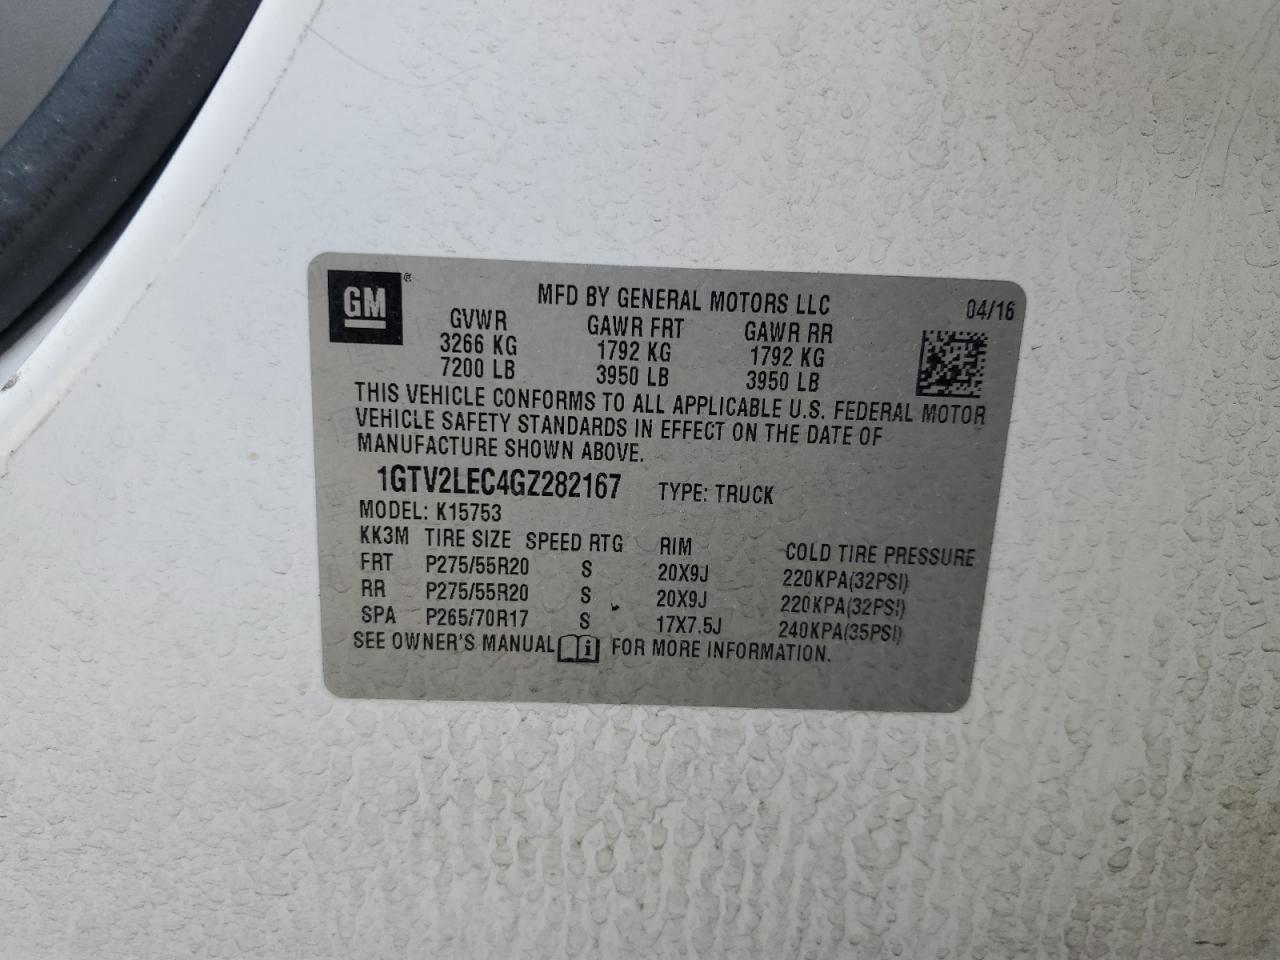 GM ®
MFD BY GENERAL MOTORS LLC 04/16
GVWR GAWR FRT GAWR RR
3266 KG 1792 KG 1792 KG
7200 LB 3950 LB 3950 LB
THIS VEHICLE CONFORMS TO ALL APPLICABLE U.S. FEDERAL MOTOR
VEHICLE SAFETY STANDARDS IN EFFECT ON THE DATE OF
MANUFACTURE SHOWN ABOVE.
1GTV2LEC4GZ282167 TYPE: TRUCK
MODEL: K15753
KK3M TIRE SIZE SPEED RTG RIM COLD TIRE PRESSURE
FRT P275/55R20 S 20X9J 220KPA(32PSI)
RR P275/55R20 S 20X9J 220KPA(32PSI)
SPA P265/70R17 S 17X7.5J 240KPA(35PSI)
SEE OWNER'S MANUAL i FOR MORE INFORMATION.